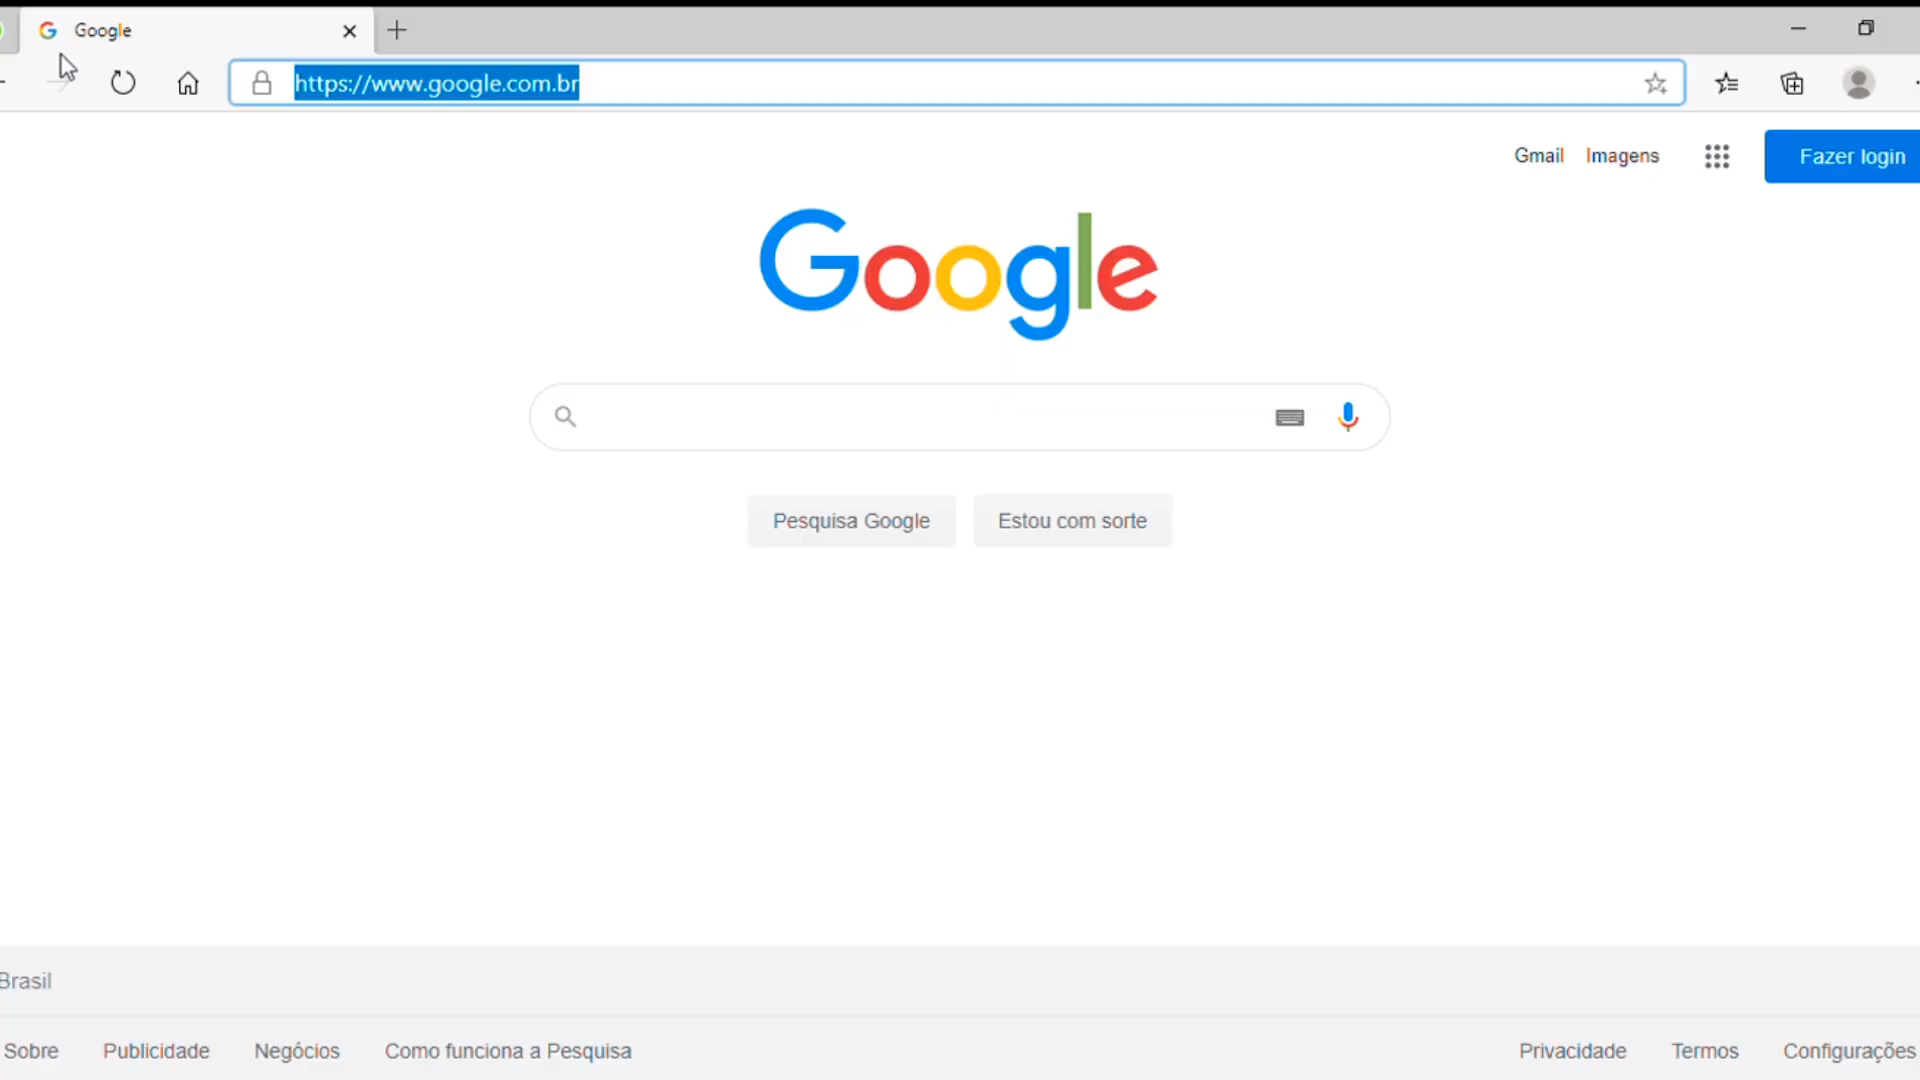 Google
https://www.google.com.br
Gmail Imagens Fazer login
Google
Pesquisa Google Estou com sorte
Brasil
Sobre Publicidade Negócios Como funciona a Pesquisa Privacidade Termos Configurações